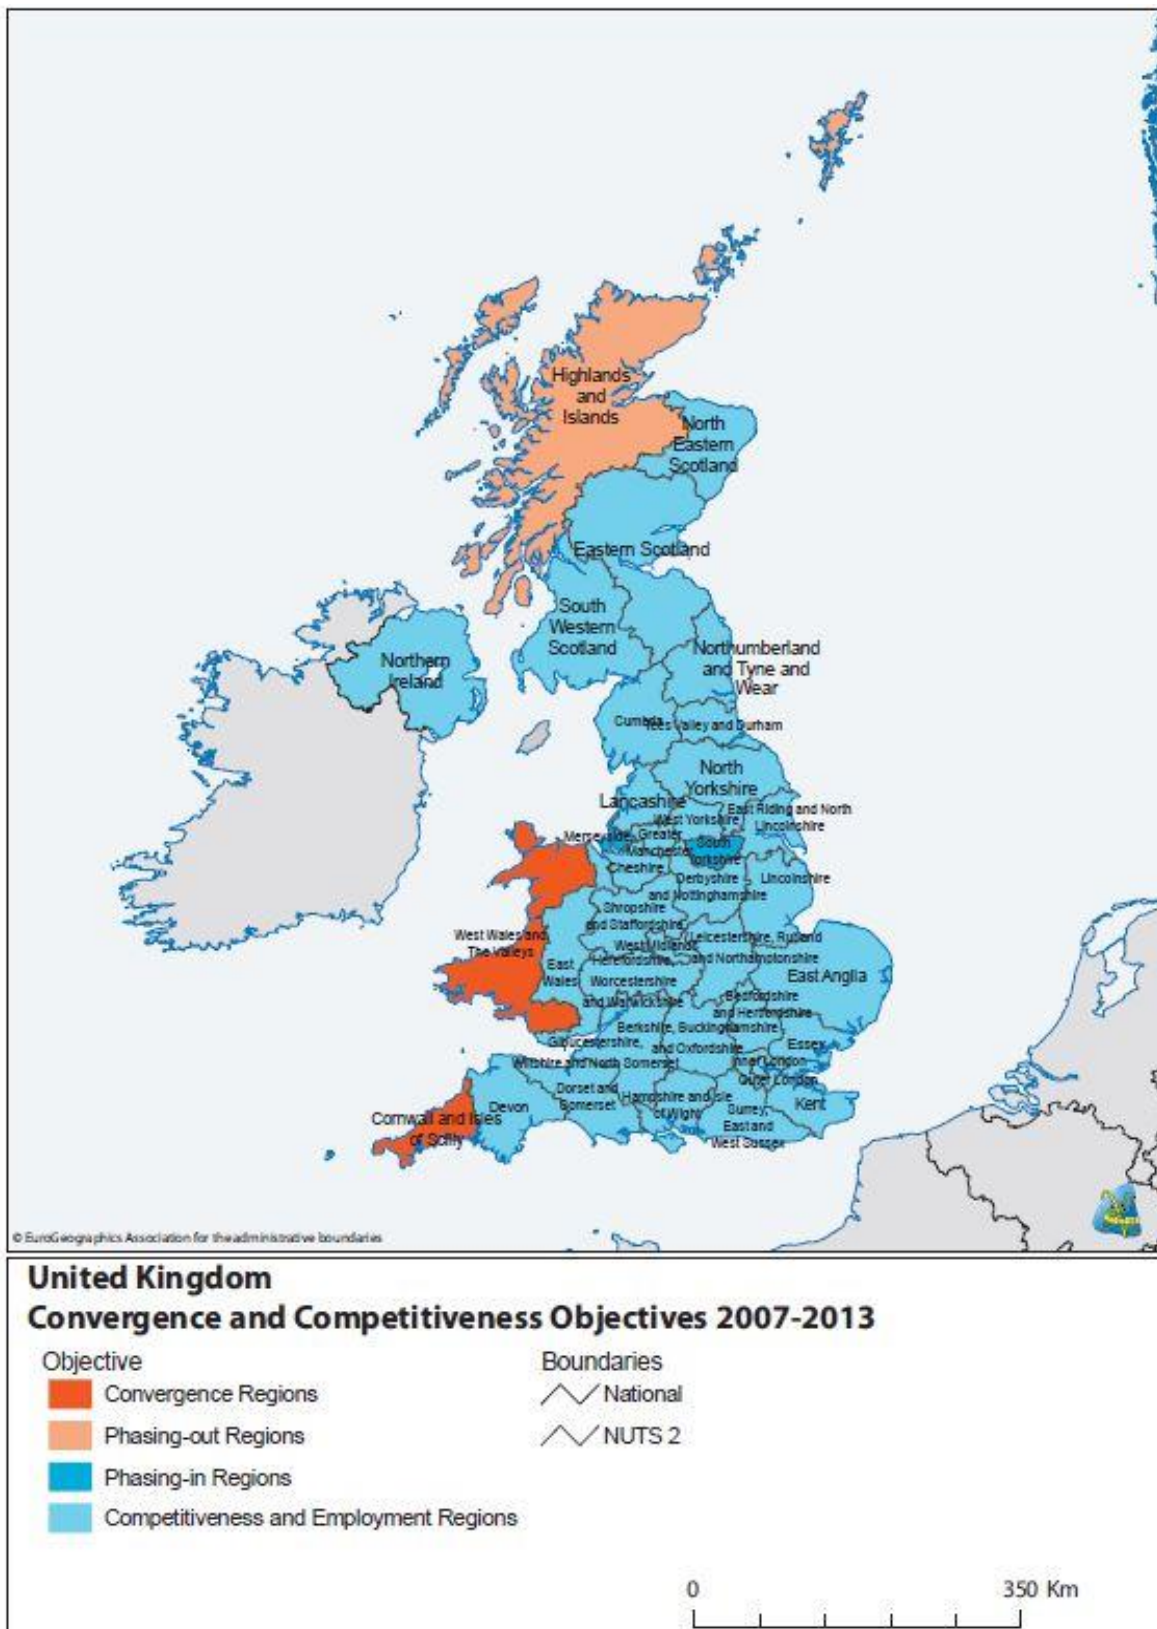 Highlands
and
Islands
North
Eastern
Scotland
Eastern Scotland
South
Western
Scotland
Northern
Ireland
Northumberland
and Tyne and
Wear
Cumbria
Tees Valley and Durham
North
Yorkshire
Lancashire
East Riding and North
Lincolnshire
West Yorkshire
Merseyside
Greater
Manchester
South
Yorkshire
Cheshire
Derbyshire
and Nottinghamshire
Lincolnshire
Shropshire
and Staffordshire
West Wales and
The Valleys
West Midlands
Leicestershire, Rutland
and Northamptonshire
East
Wales
Herefordshire,
Worcestershire
and Warwickshire
East Anglia
Bedfordshire
and Hertfordshire
Berkshire, Buckinghamshire,
and Oxfordshire
Essex
Gloucestershire,
Wiltshire and North Somerset
Inner London
Outer London
Dorset and
Somerset
Hampshire and Isle
of Wight
Kent
Devon
Surrey,
East and
West Sussex
Cornwall and Isles
of Scilly
© EuroGeographics Association for the administrative boundaries
United Kingdom
Convergence and Competitiveness Objectives 2007-2013
Objective
Convergence Regions
Phasing-out Regions
Phasing-in Regions
Competitiveness and Employment Regions
Boundaries
National
NUTS 2
0 350 Km